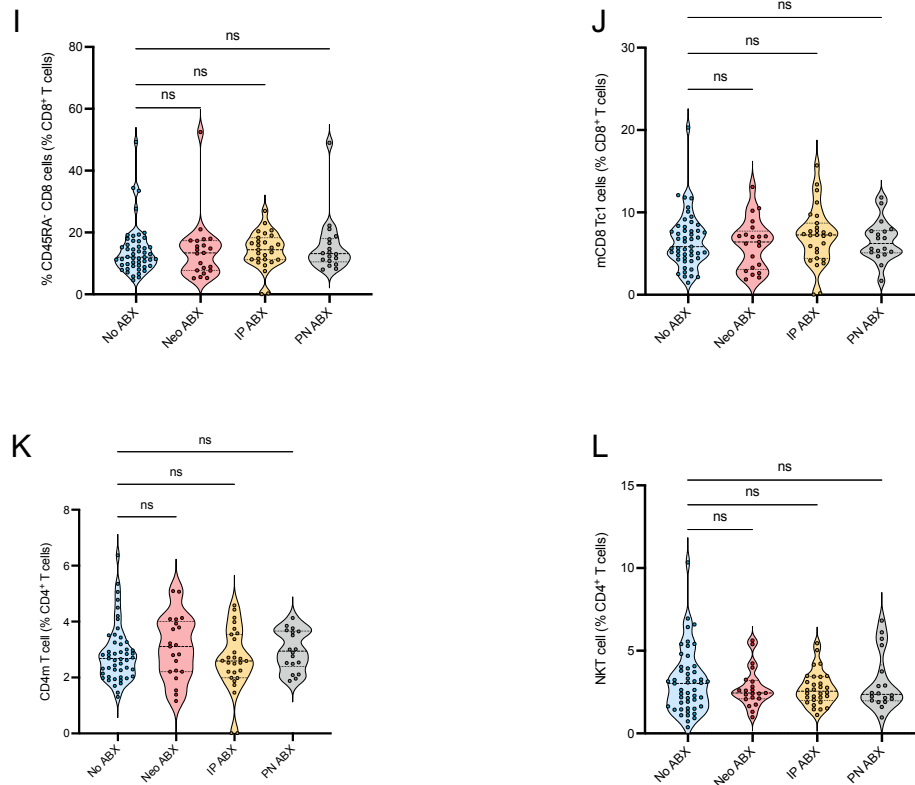 I
ns
ns
ns
% CD45RA- CD8 cells (% CD8+ T cells)
80
60
40
20
0
No ABX
Neo ABX
IP ABX
PN ABX
J
ns
ns
ns
mCD8 Tc1 cells (% CD8+ T cells)
30
20
10
0
No ABX
Neo ABX
IP ABX
PN ABX
K
ns
ns
ns
CD4m T cell (% CD4+ T cells)
8
6
4
2
0
No ABX
Neo ABX
IP ABX
PN ABX
L
ns
ns
ns
NKT cell (% CD4+ T cells)
15
10
5
0
No ABX
Neo ABX
IP ABX
PN ABX